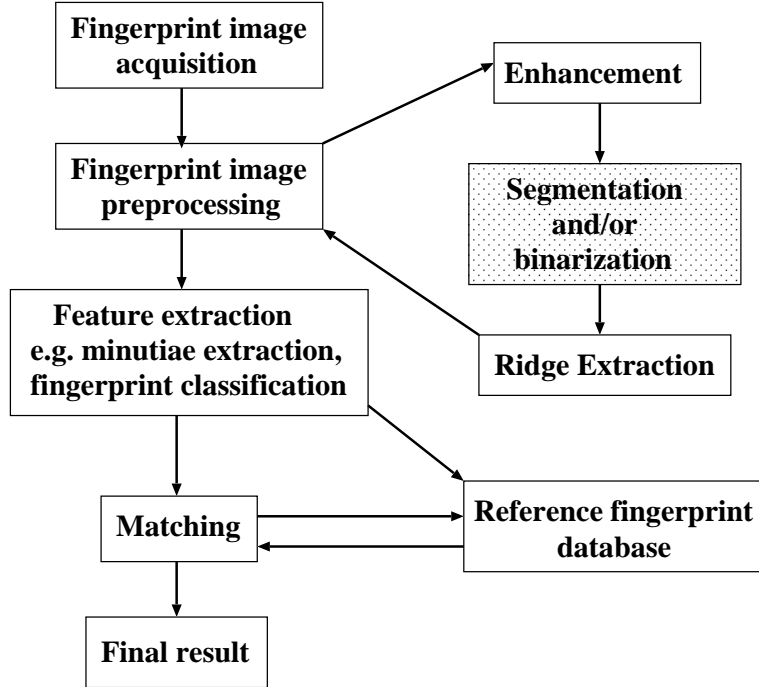 Fingerprint image
acquisition
Enhancement
Fingerprint image
preprocessing
Segmentation
and/or
binarization
Feature extraction
e.g. minutiae extraction,
fingerprint classification
Ridge Extraction
Matching
Reference fingerprint
database
Final result